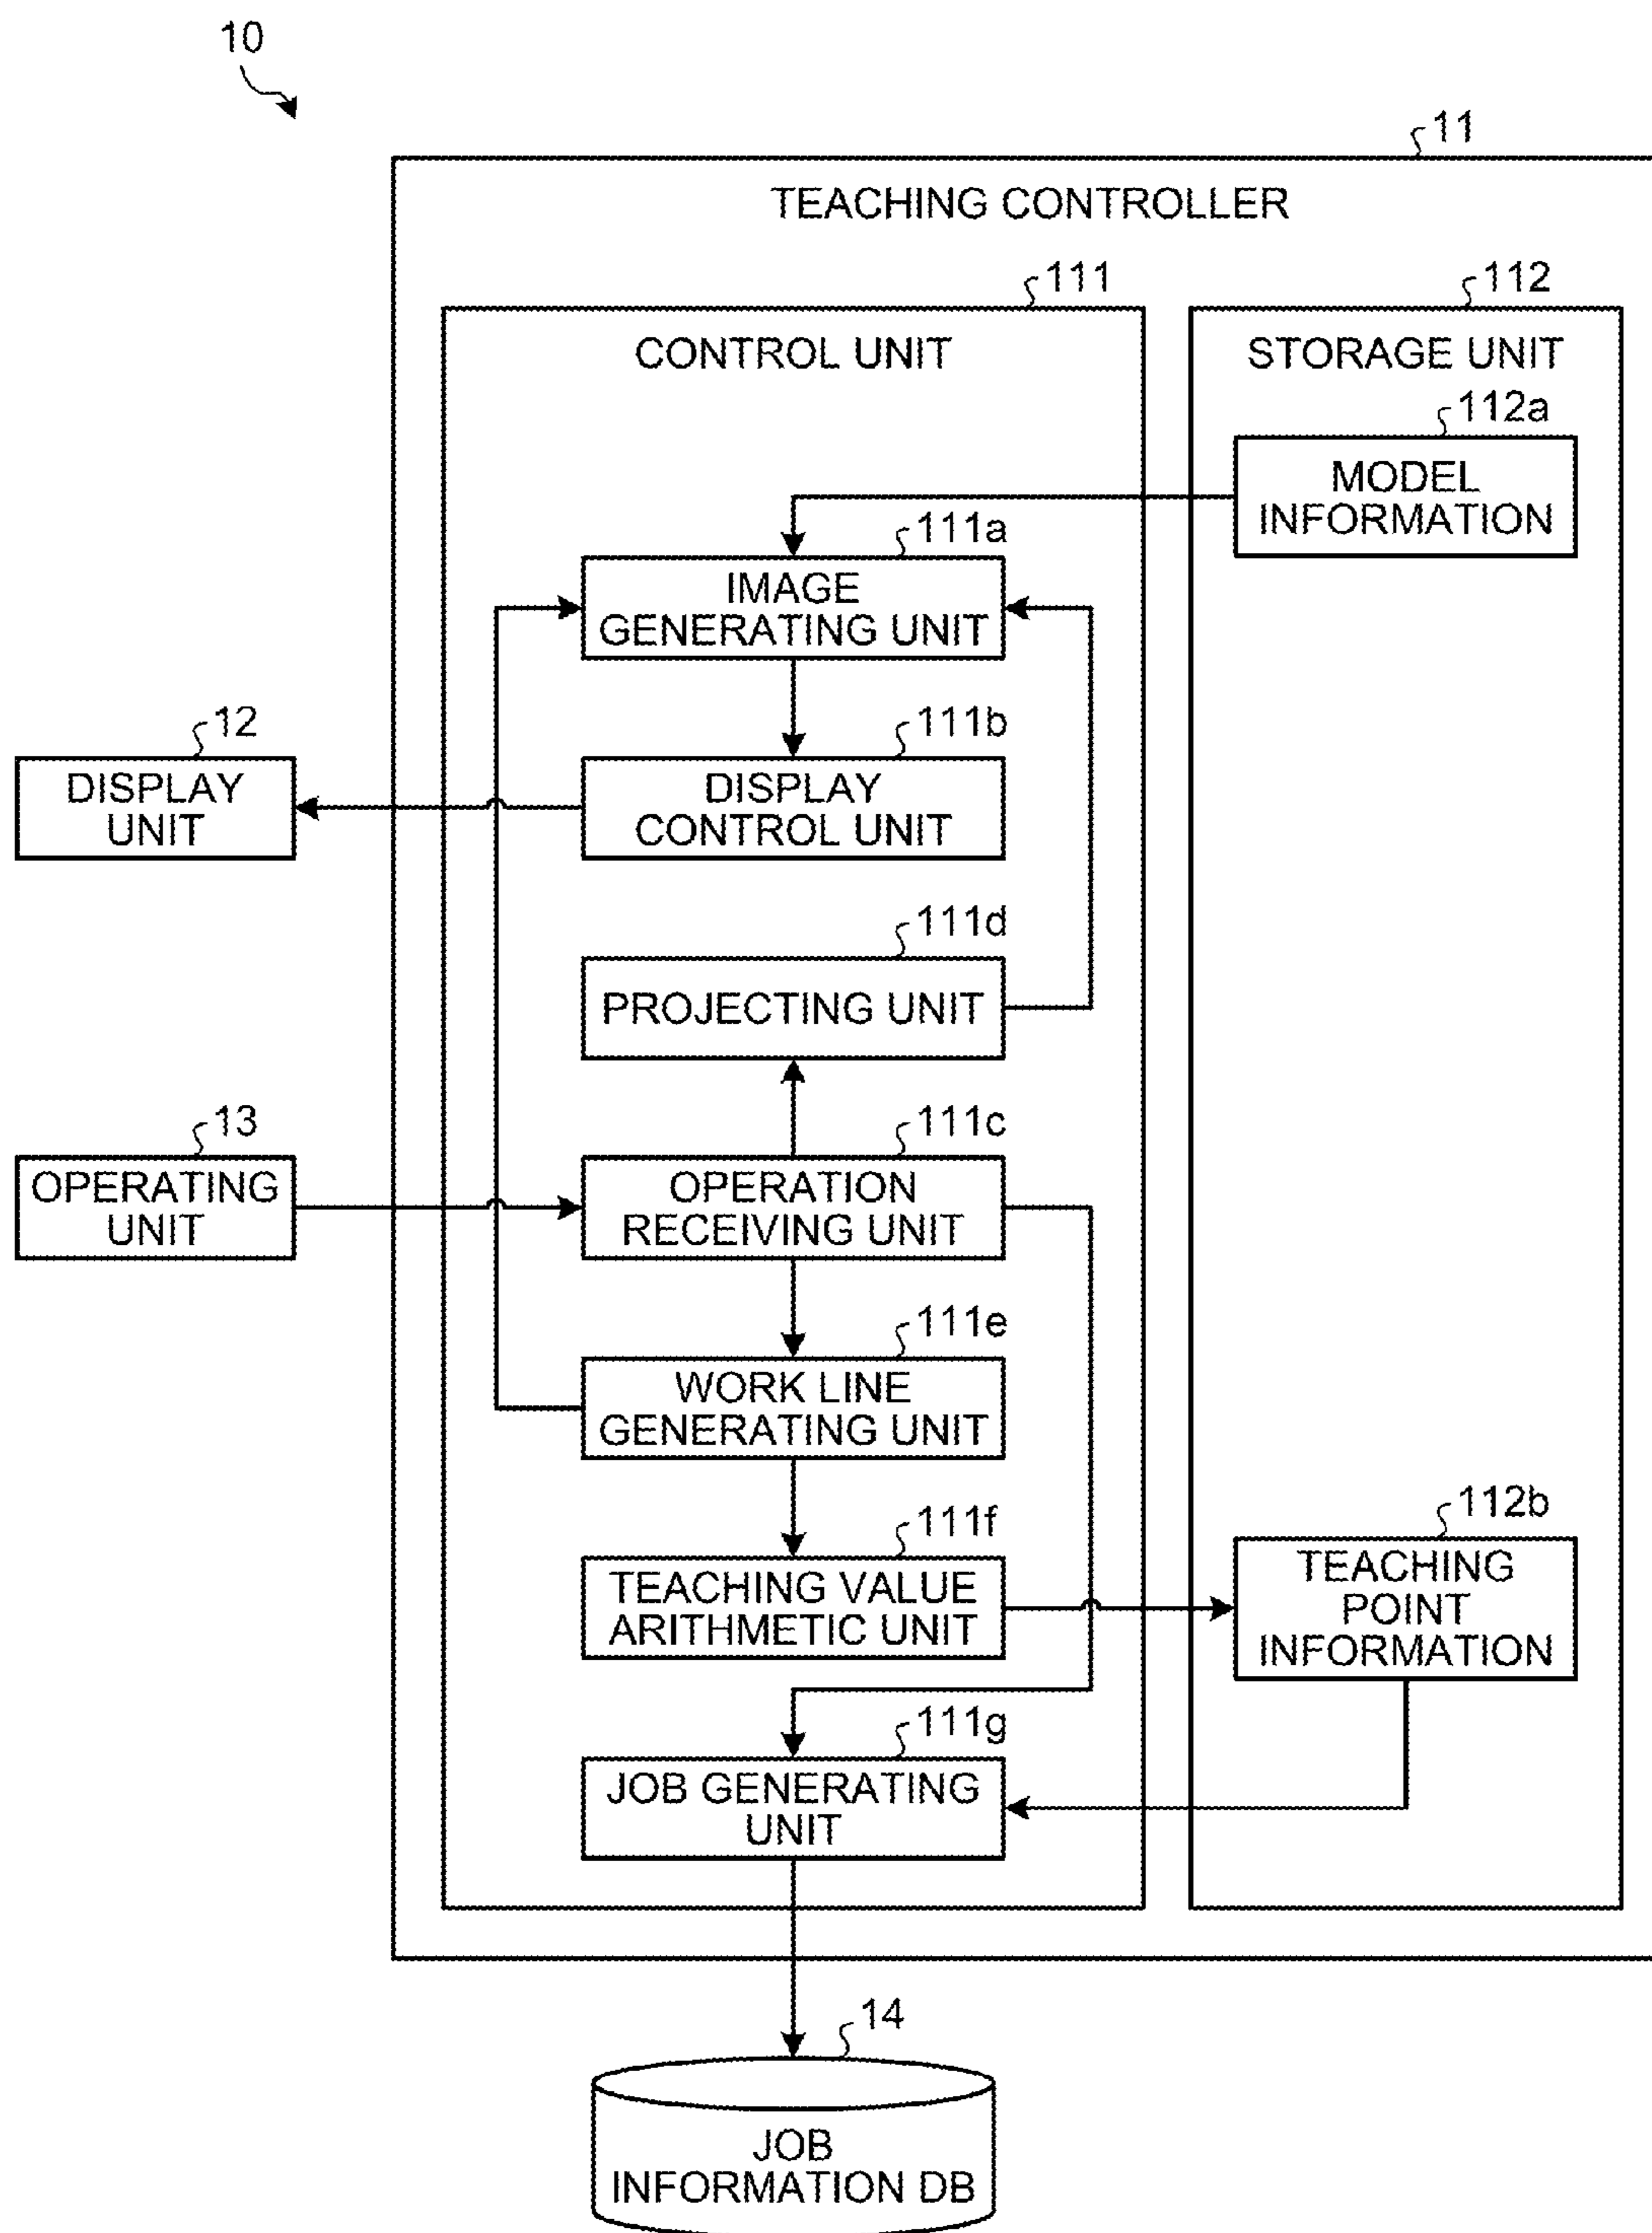 10
11
TEACHING CONTROLLER
111
112
CONTROL UNIT
STORAGE UNIT
112a
MODEL
INFORMATION
111a
IMAGE
GENERATING UNIT
12
111b
DISPLAY
UNIT
DISPLAY
CONTROL UNIT
111d
PROJECTING UNIT
13
111c
OPERATING
UNIT
OPERATION
RECEIVING UNIT
111e
WORK LINE
GENERATING UNIT
112b
111f
TEACHING
POINT
INFORMATION
TEACHING VALUE
ARITHMETIC UNIT
111g
JOB GENERATING
UNIT
14
JOB
INFORMATION DB